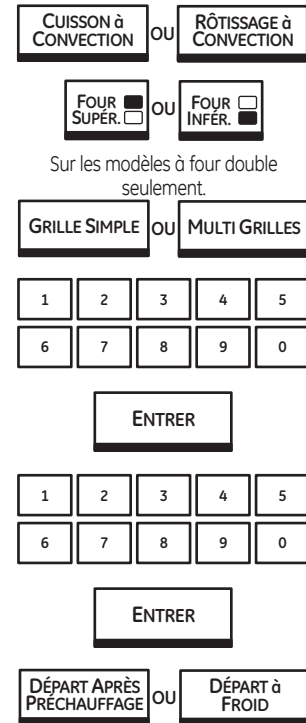 CUISSON à CONVECTION OU RÔTISSAGE à CONVECTION
FOUR SUPÉR. OU FOUR INFÉR.
Sur les modèles à four double
seulement.
GRILLE SIMPLE OU MULTI GRILLES
1 2 3 4 5
6 7 8 9 0
ENTRER
1 2 3 4 5
6 7 8 9 0
ENTRER
DÉPART APRÈS PRÉCHAUFFAGE OU DÉPART à FROID